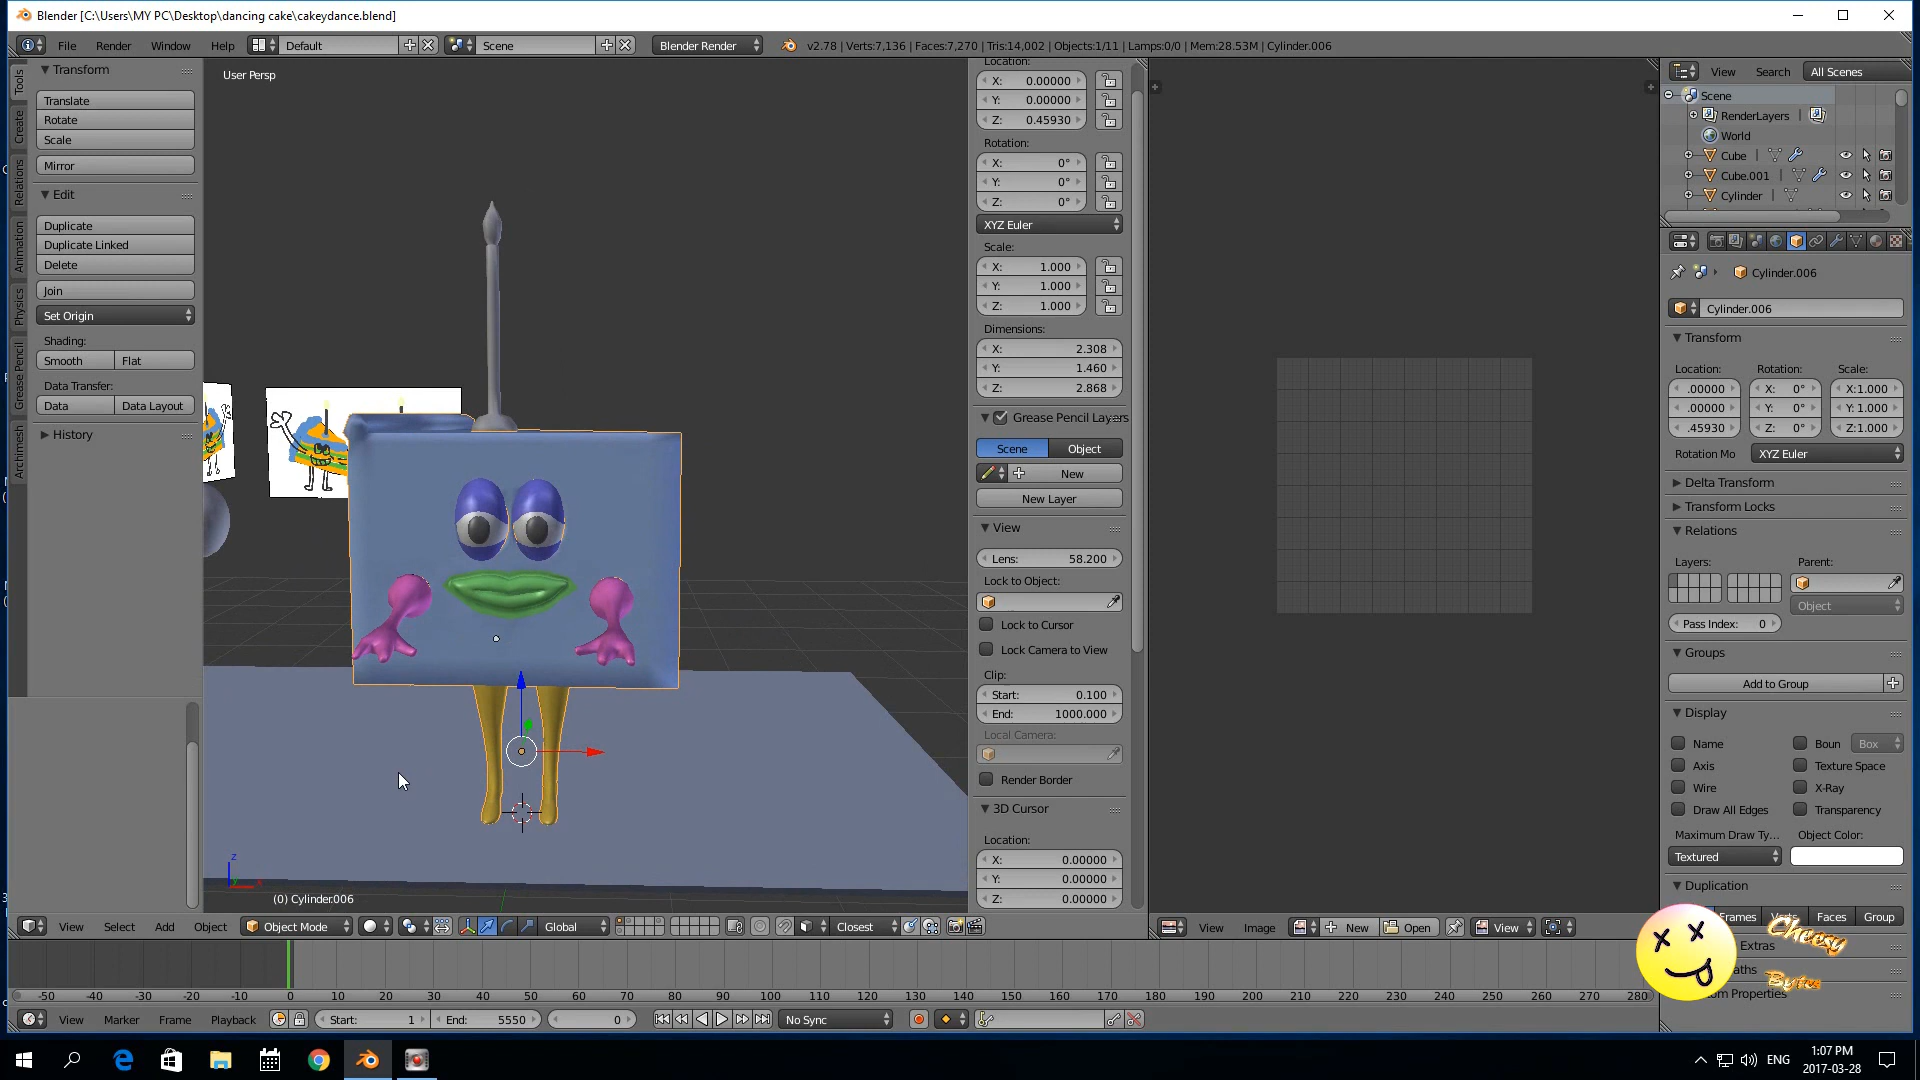 Blender [C:\Users\MY PC\Desktop\dancing cake\cakeydance.blend]
File Render Window Help Default Scene Blender Render v2.78 | Verts:7,136 | Faces:7,270 | Tris:14,002 | Objects:1/11 | Lamps:0/0 | Mem:28.53M | Cylinder.006
Tools
Create
Relations
Animation
Physics
Grease Pencil
Archimesh
Transform
Translate
Rotate
Scale
Mirror
Edit
Duplicate
Duplicate Linked
Delete
Join
Set Origin
Shading:
Smooth Flat
Data Transfer:
Data Data Layout
History
User Persp
(0) Cylinder.006
Location:
X: 0.00000
Y: 0.00000
Z: 0.45930
Rotation:
X: 0°
Y: 0°
Z: 0°
XYZ Euler
Scale:
X: 1.000
Y: 1.000
Z: 1.000
Dimensions:
X: 2.308
Y: 1.460
Z: 2.868
Grease Pencil Layers
Scene Object
New
New Layer
View
Lens: 58.200
Lock to Object:
Lock to Cursor
Lock Camera to View
Clip:
Start: 0.100
End: 1000.000
Local Camera:
Render Border
3D Cursor
Location:
X: 0.00000
Y: 0.00000
Z: 0.00000
View Search All Scenes
Scene
RenderLayers
World
Cube
Cube.001
Cylinder
Cylinder.006
Cylinder.006
Transform
Location: Rotation: Scale:
.00000 X: 0° X:1.000
.00000 Y: 0° Y: 1.000
.45930 Z: 0° Z:1.000
Rotation Mo XYZ Euler
Delta Transform
Transform Locks
Relations
Layers: Parent:
Object
Pass Index: 0
Groups
Add to Group
Display
Name Boun Box
Axis Texture Space
Wire X-Ray
Draw All Edges Transparency
Maximum Draw Ty... Object Color:
Textured
Duplication
Frames Verts Faces Group
Extras
aths
om Properties
Cheesy
Bytes
View Select Add Object Object Mode Global Closest
View Image New Open View
-50 -40 -30 -20 -10 0 10 20 30 40 50 60 70 80 90 100 110 120 130 140 150 160 170 180 190 200 210 220 230 240 250 260 270 280
View Marker Frame Playback Start: 1 End: 5550 0 No Sync
ENG 1:07 PM
2017-03-28